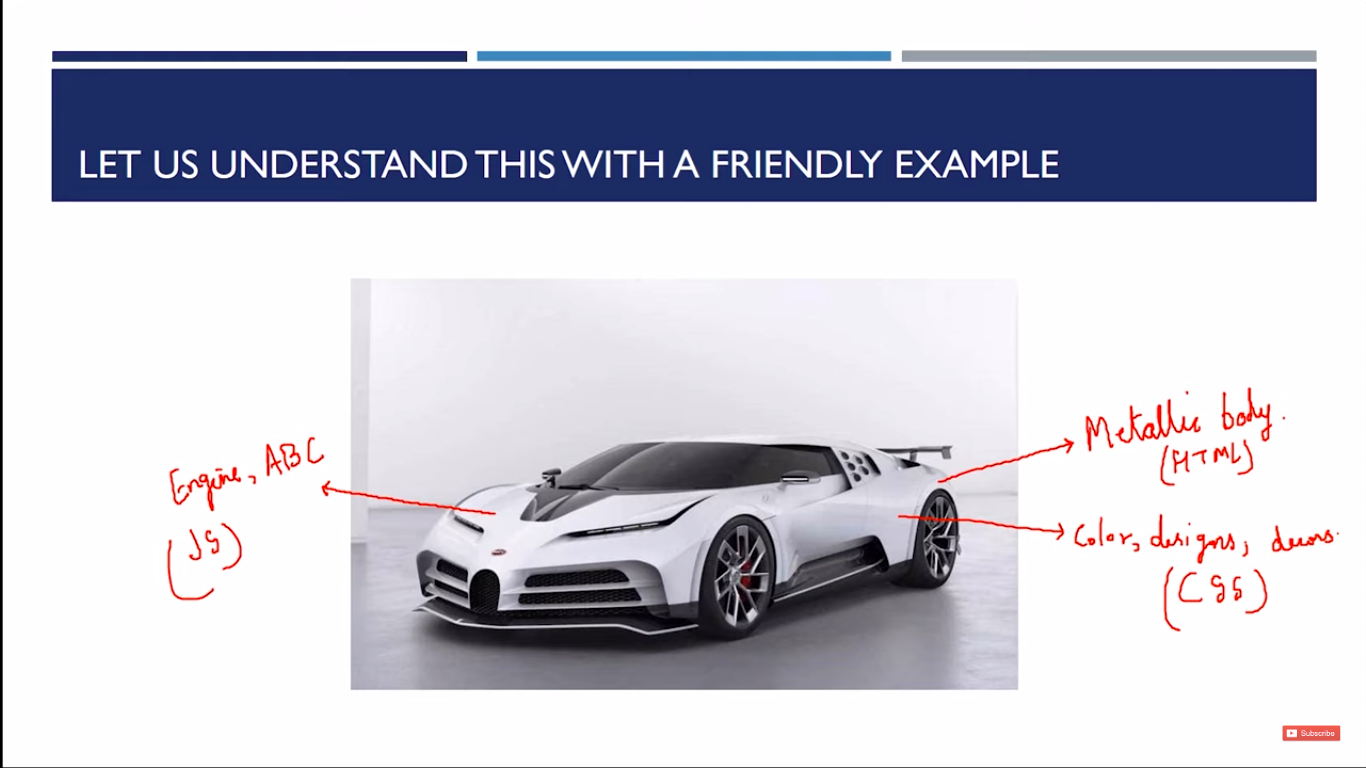 LET US UNDERSTAND THIS WITH A FRIENDLY EXAMPLE
Engine, ABC
(JS)
Metallic body.
(HTML)
Color, designs, decors.
(CSS)
Subscribe